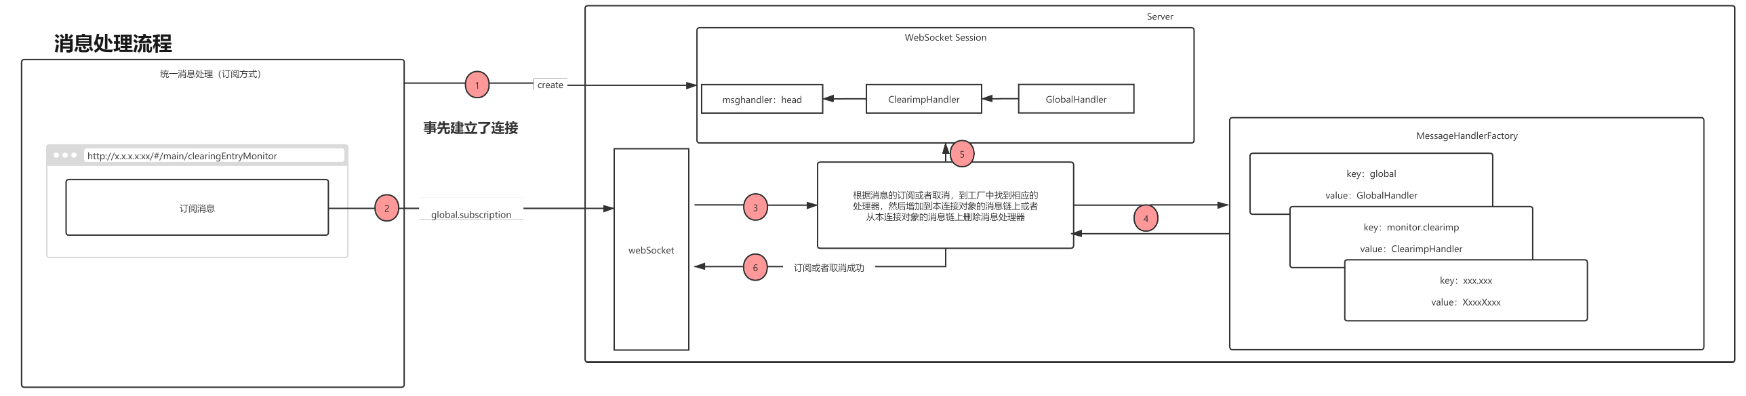 消息处理流程
统一消息处理（订阅方式）
http://x.x.x.x:xx/#/main/clearingEntryMonitor
订阅消息
1
create
事先建立了连接
2
global.subscription
Server
WebSocket Session
msghandler：head
ClearimpHandler
GlobalHandler
5
webSocket
3
根据消息的订阅或者取消，到工厂中找到相应的
处理器，然后增加到本连接对象的消息链上或者
从本连接对象的消息链上删除消息处理器
4
6
订阅或者取消成功
MessageHandlerFactory
key：global
value：GlobalHandler
key：monitor.clearimp
value：ClearimpHandler
key：xxx.xxx
value：XxxxXxxx